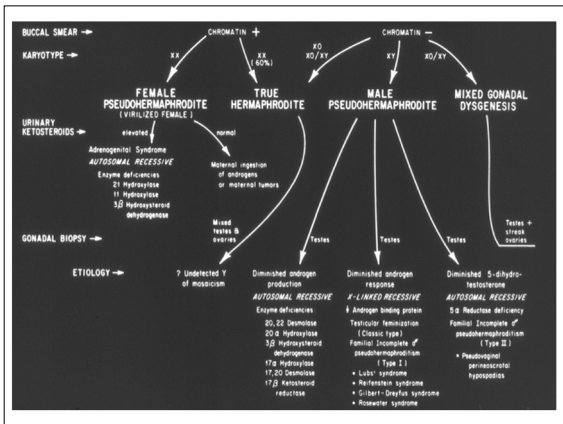 BUCCAL SMEAR → CHROMATIN + CHROMATIN −
KARYOTYPE → XX XX (60%) XO XO/XY XY XO/XY
FEMALE PSEUDOHERMAPHRODITE
(VIRILIZED FEMALE)
TRUE HERMAPHRODITE
MALE PSEUDOHERMAPHRODITE
MIXED GONADAL DYSGENESIS
URINARY KETOSTEROIDS →
elevated
normal
Adrenogenital Syndrome
AUTOSOMAL RECESSIVE
Enzyme deficiencies
21 Hydroxylase
11 Hydroxylase
3β Hydroxysteroid
dehydrogenase
Maternal ingestion
of androgens
or maternal tumors
GONADAL BIOPSY →
Mixed
testes &
ovaries
Testes
Testes
Testes
Testes +
streak
ovaries
ETIOLOGY →
? Undetected Y
of mosaicism
Diminished androgen
production
AUTOSOMAL RECESSIVE
Enzyme deficiencies
20,22 Desmolase
20α Hydroxylase
3β Hydroxysteroid
dehydrogenase
17α Hydroxylase
17,20 Desmolase
17β Ketosteroid
reductase
Diminished androgen
response
X-LINKED RECESSIVE
Androgen binding protein
Testicular feminization
(Classic type)
Familial Incomplete ♂
pseudohermaphroditism
(Type I)
• Lubs' syndrome
• Reifenstein syndrome
• Gilbert-Dreyfus syndrome
• Rosewater syndrome
Diminished 5-dihydro-
testosterone
AUTOSOMAL RECESSIVE
5α Reductase deficiency
Familial Incomplete ♂
pseudohermaphroditism
(Type II)
• Pseudovaginal
perineoscrotal
hypospadias